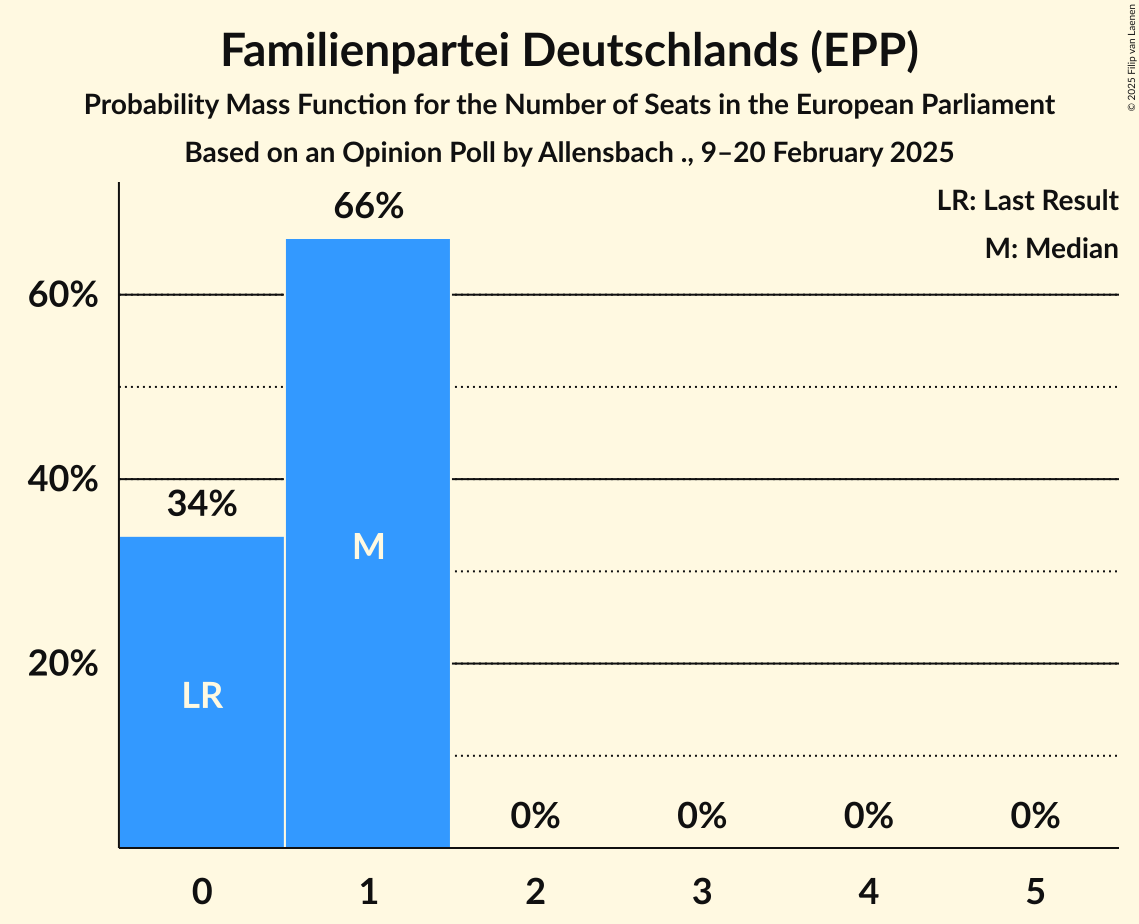 Familienpartei Deutschlands (EPP)
Probability Mass Function for the Number of Seats in the European Parliament
Based on an Opinion Poll by Allensbach ., 9–20 February 2025
© 2025 Filip van Laenen
LR: Last Result
M: Median
66%
60%
40%
34%
M
20%
LR
0% 0% 0% 0%
0 1 2 3 4 5